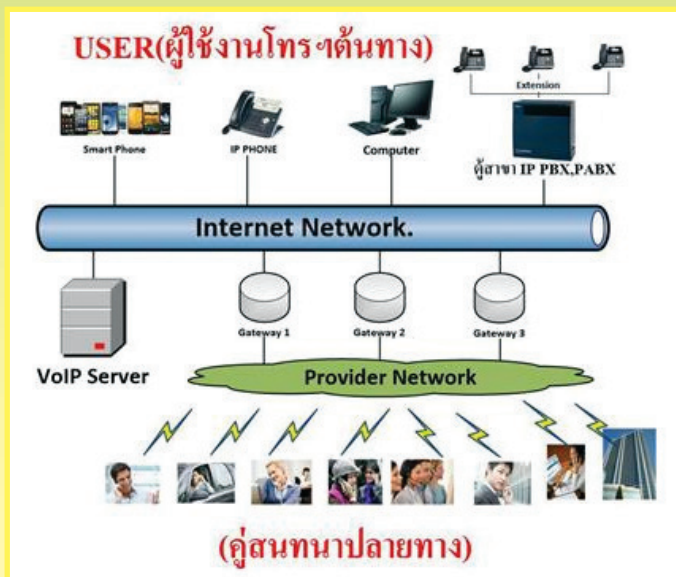 USER(ผู้ใช้งานโทรฯต้นทาง)
Extension
Smart Phone
IP PHONE
Computer
ตู้สาขา IP PBX,PABX
Internet Network.
Gateway 1
Gateway 2
Gateway 3
VoIP Server
Provider Network
(คู่สนทนาปลายทาง)